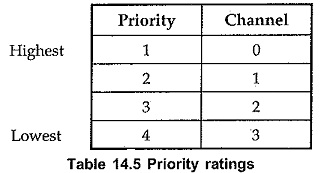 Priority Channel
Highest 1 0
2 1
3 2
Lowest 4 3
Table 14.5 Priority ratings